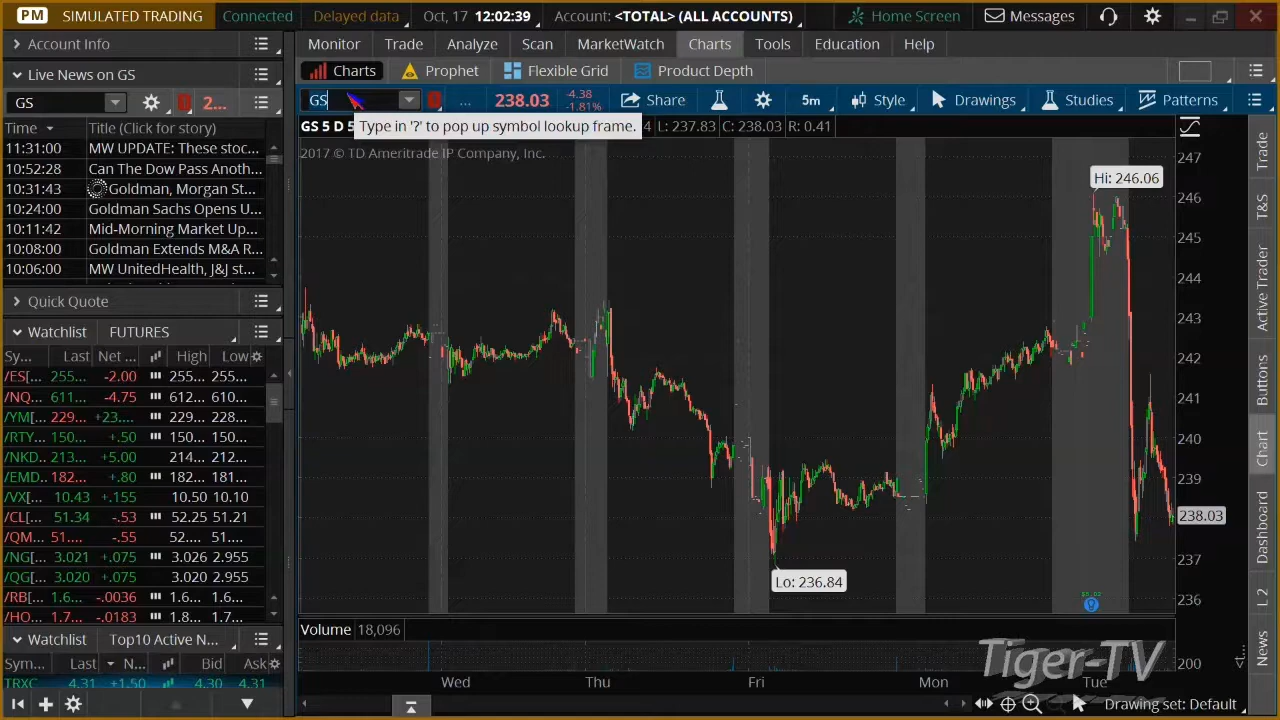 PM SIMULATED TRADING Connected Delayed data Oct, 17 12:02:39 Account: <TOTAL> (ALL ACCOUNTS) Home Screen Messages
Account Info
Monitor Trade Analyze Scan MarketWatch Charts Tools Education Help
Live News on GS
Charts Prophet Flexible Grid Product Depth
GS 2...
GS ... 238.03 -4.38 -1.81% Share 5m Style Drawings Studies Patterns
Type in '?' to pop up symbol lookup frame.
GS 5 D 5 4 L: 237.83 C: 238.03 R: 0.41
2017 © TD Ameritrade IP Company, Inc.
Time Title (Click for story)
11:31:00 MW UPDATE: These stoc...
10:52:28 Can The Dow Pass Anoth...
10:31:43 Goldman, Morgan St...
10:24:00 Goldman Sachs Opens U...
10:11:42 Mid-Morning Market Up...
10:08:00 Goldman Extends M&A R...
10:06:00 MW UnitedHealth, J&J st...
Quick Quote
Watchlist FUTURES
Sy... Last Net ... High Low
/ES[... 255... -2.00 255... 255...
/NQ... 611... -4.75 612... 610...
/YM[... 229... +23.... 229... 228...
/RTY... 150... +.50 150... 150...
/NKD... 213... +5.00 214... 212...
/EMD... 182... +.80 182... 181...
/VX[... 10.43 +.155 10.50 10.10
/CL[... 51.34 -.53 52.25 51.21
/QM... 51.... -.55 52.... 51....
/NG[... 3.021 +.075 3.026 2.955
/QG[... 3.020 +.075 3.020 2.955
/RB[... 1.6... -.0036 1.6... 1.6...
/HO... 1.7... -.0183 1.8... 1.7...
Watchlist Top10 Active N...
Sym... Last N... Bid Ask
TRXC 4.31 +1.50 4.30 4.31
Hi: 246.06
Lo: 236.84
247
246
245
244
243
242
241
240
239
238.03
237
236
Volume 18,096
200
Wed Thu Fri Mon Tue
Drawing set: Default
Trade
T&S
Active Trader
Buttons
Chart
Dashboard
L 2
News
Tiger-TV